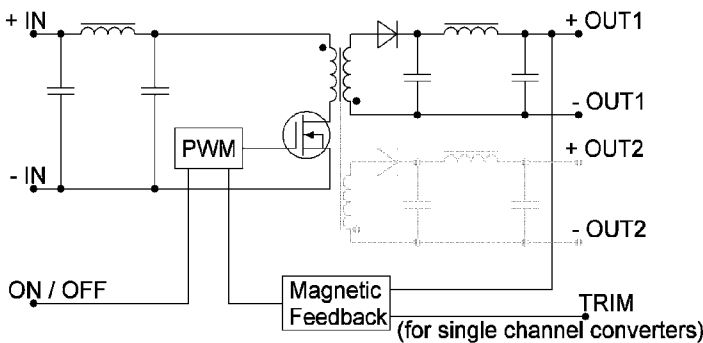 + IN
+ OUT1
- OUT1
PWM
+ OUT2
- IN
- OUT2
ON / OFF
Magnetic
Feedback
TRIM
(for single channel converters)